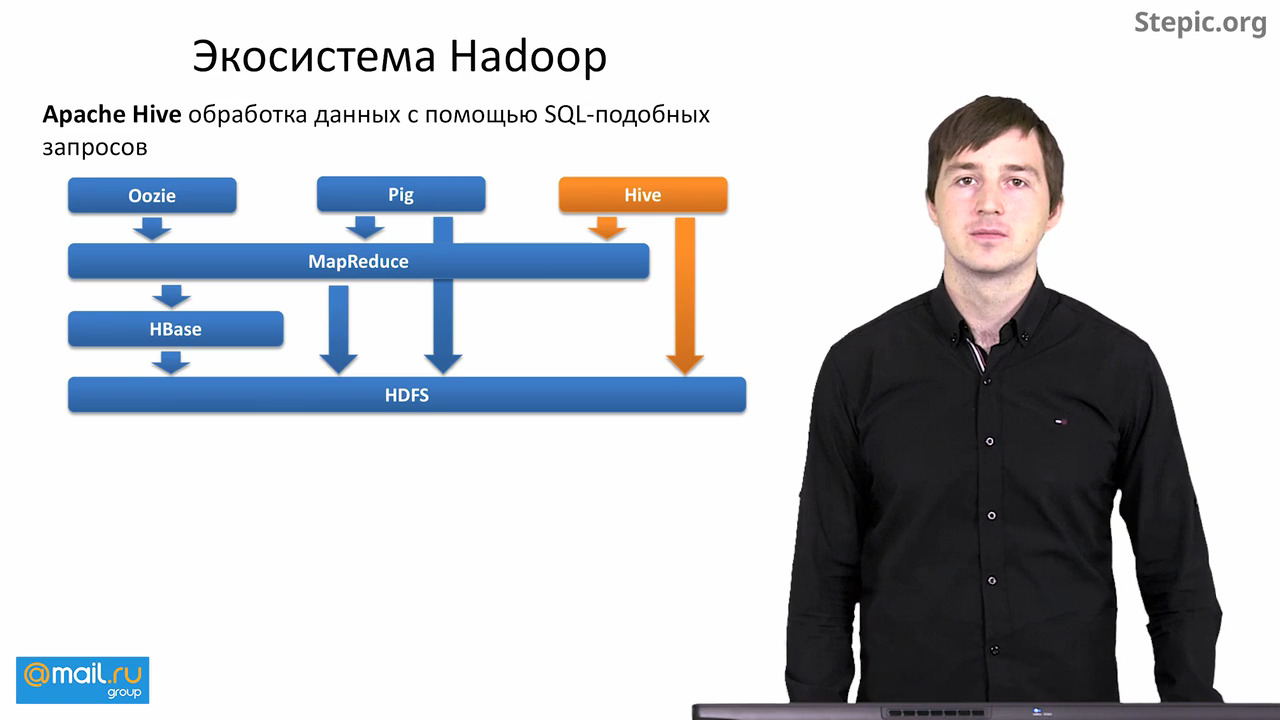 Stepic.org
Экосистема Hadoop
Apache Hive обработка данных с помощью SQL-подобных
запросов
Oozie
Pig
Hive
MapReduce
HBase
HDFS
@mail.ru
group